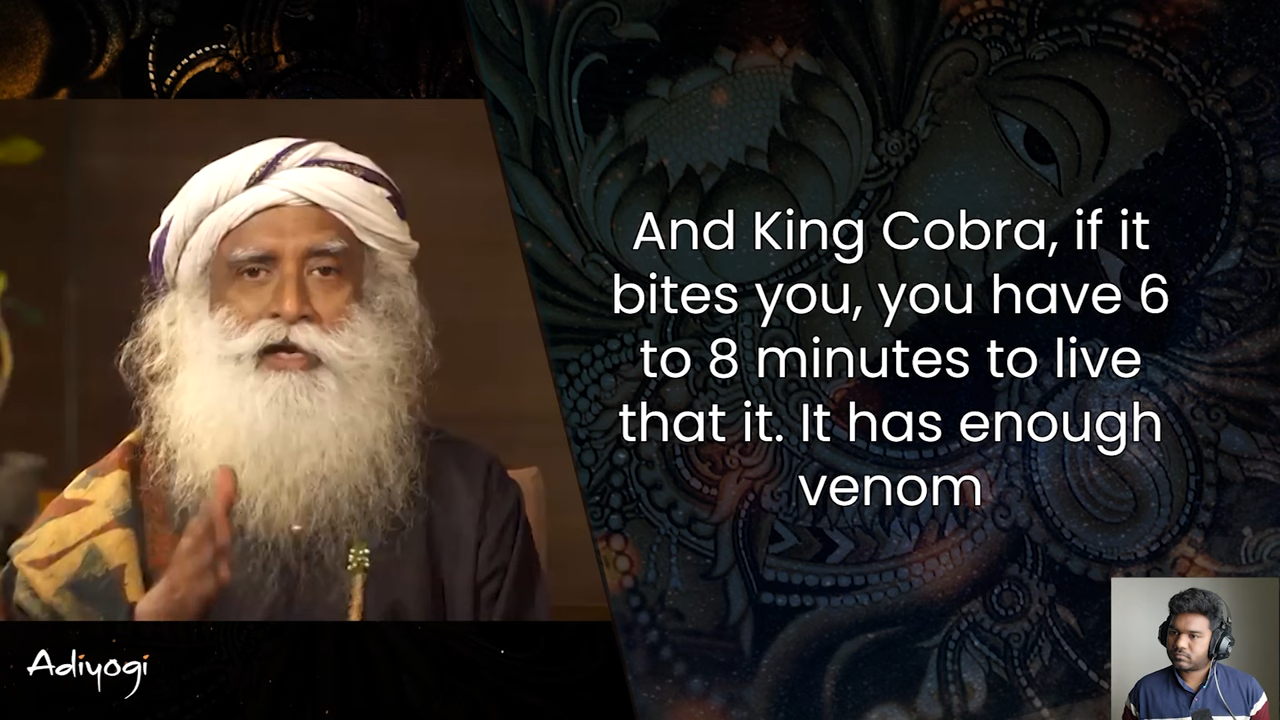 And King Cobra, if it
bites you, you have 6
to 8 minutes to live
that it. It has enough
venom
Adiyogi